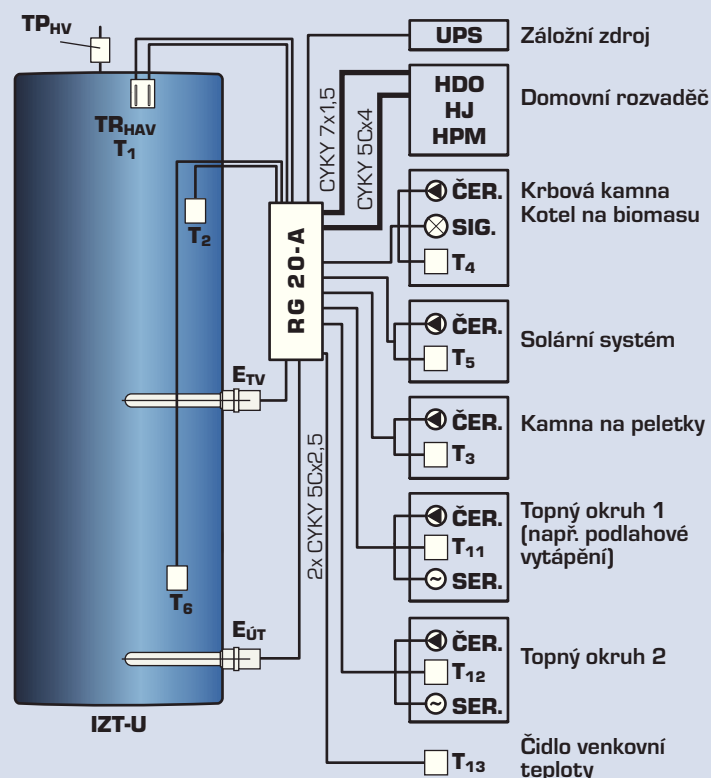 TPHV
TRHAV
T1
T2
RG 20-A
ETV
T6
EÚT
IZT-U
CYKY 7x1,5
CYKY 5Cx4
2x CYKY 5Cx2,5
UPS
Záložní zdroj
HDO
HJ
HPM
Domovní rozvaděč
ČER.
SIG.
T4
Krbová kamna
Kotel na biomasu
ČER.
T5
Solární systém
ČER.
T3
Kamna na peletky
ČER.
T11
~ SER.
Topný okruh 1
(např. podlahové
vytápění)
ČER.
T12
~ SER.
Topný okruh 2
T13
Čidlo venkovní
teploty